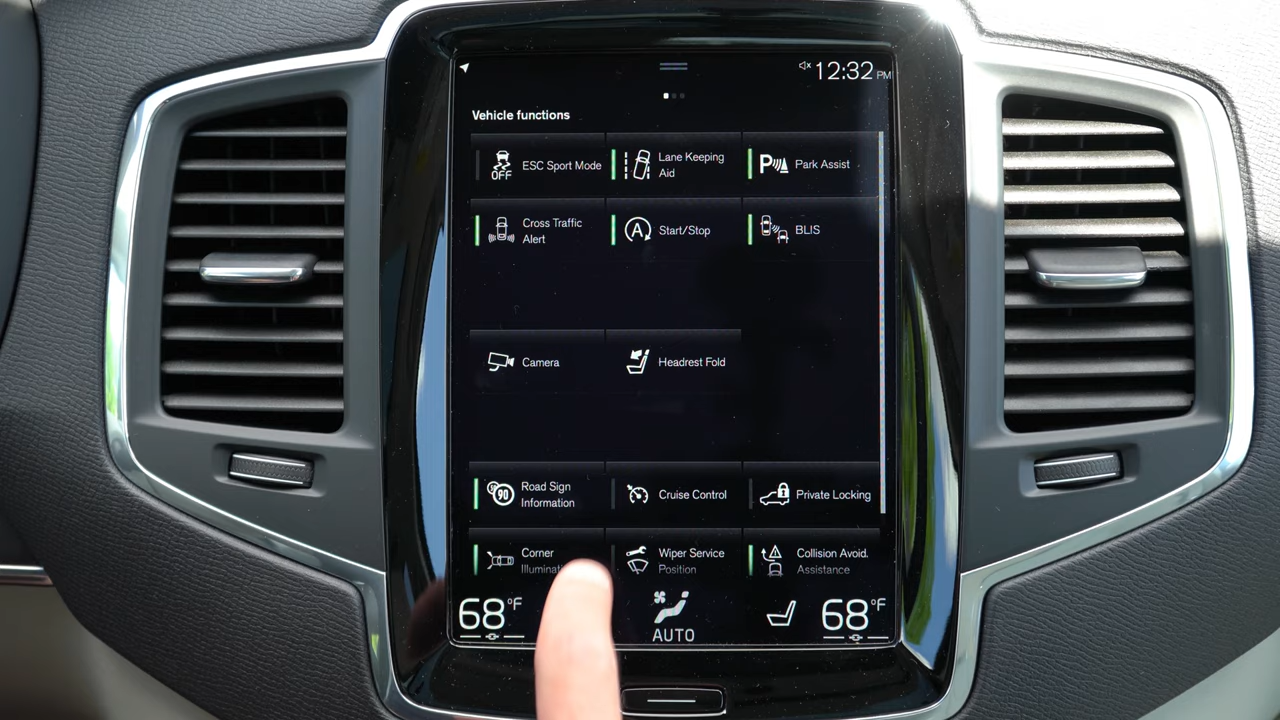 12:32 PM
Vehicle functions
OFF ESC Sport Mode
Lane Keeping
Aid
P Park Assist
Cross Traffic
Alert
A Start/Stop
BLIS
Camera
Headrest Fold
90 Road Sign
Information
Cruise Control
Private Locking
Corner
Wiper Service
Position
Collision Avoid.
Assistance
68°F
AUTO
68°F